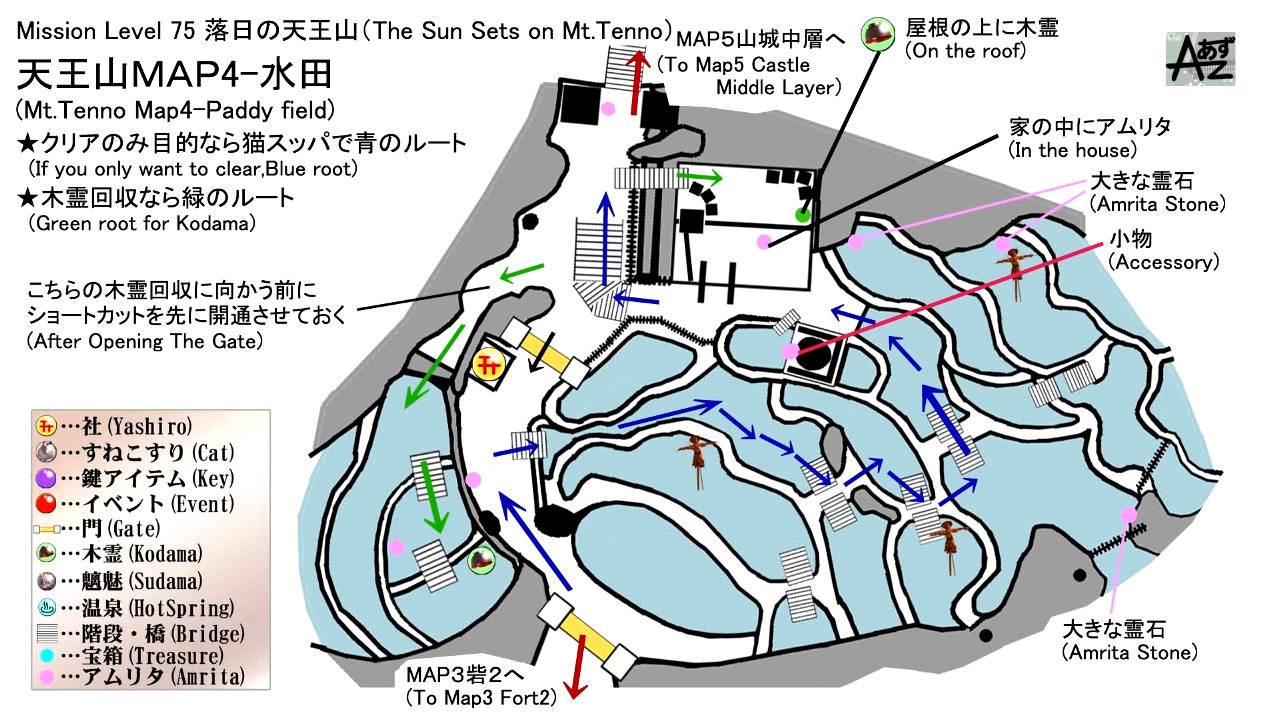 Mission Level 75 落日の天王山(The Sun Sets on Mt.Tenno)
天王山MAP4-水田
(Mt.Tenno Map4-Paddy field)
★クリアのみ目的なら猫スッパで青のルート
(If you only want to clear,Blue root)
★木霊回収なら緑のルート
(Green root for Kodama)
MAP5山城中層へ
(To Map5 Castle
Middle Layer)
屋根の上に木霊
(On the roof)
Aあずz
家の中にアムリタ
(In the house)
大きな霊石
(Amrita Stone)
小物
(Accessory)
こちらの木霊回収に向かう前に
ショートカットを先に開通させておく
(After Opening The Gate)
⛩…社(Yashiro)
…すねこすり(Cat)
…鍵アイテム(Key)
…イベント(Event)
…門(Gate)
…木霊(Kodama)
…魑魅(Sudama)
…温泉(HotSpring)
…階段・橋(Bridge)
…宝箱(Treasure)
…アムリタ(Amrita)
大きな霊石
(Amrita Stone)
MAP3砦2へ
(To Map3 Fort2)